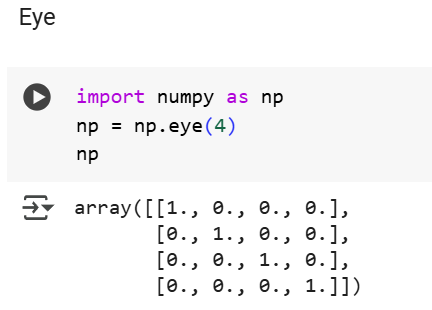 Eye
import numpy as np
np = np.eye(4)
np
array([[1., 0., 0., 0.],
       [0., 1., 0., 0.],
       [0., 0., 1., 0.],
       [0., 0., 0., 1.]])